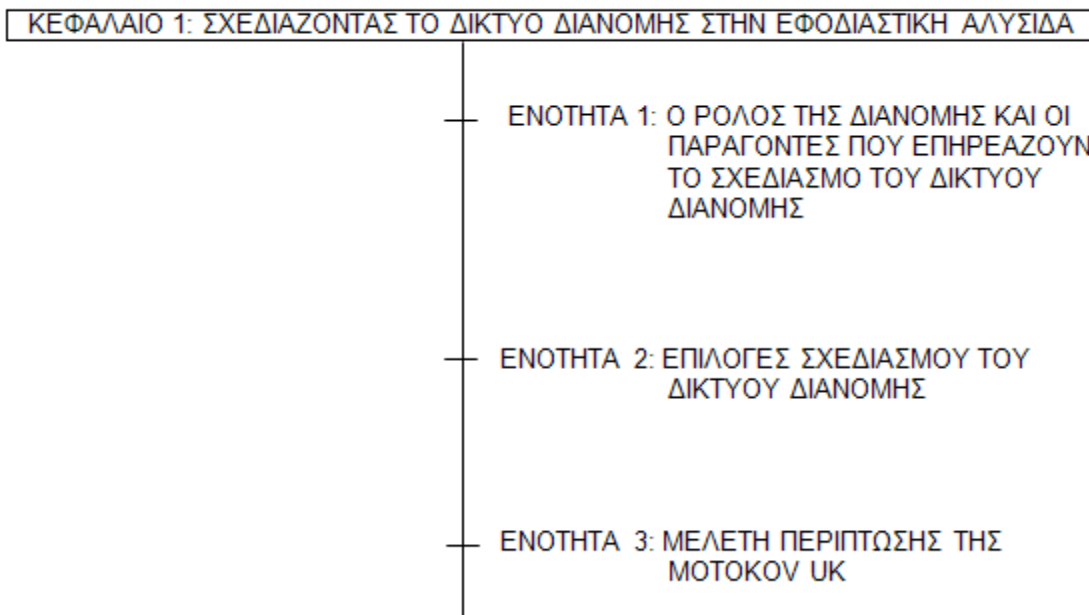 ΚΕΦΑΛΑΙΟ 1: ΣΧΕΔΙΑΖΟΝΤΑΣ ΤΟ ΔΙΚΤΥΟ ΔΙΑΝΟΜΗΣ ΣΤΗΝ ΕΦΟΔΙΑΣΤΙΚΗ ΑΛΥΣΙΔΑ
ΕΝΟΤΗΤΑ 1: Ο ΡΟΛΟΣ ΤΗΣ ΔΙΑΝΟΜΗΣ ΚΑΙ ΟΙ
ΠΑΡΑΓΟΝΤΕΣ ΠΟΥ ΕΠΗΡΕΑΖΟΥΝ
ΤΟ ΣΧΕΔΙΑΣΜΟ ΤΟΥ ΔΙΚΤΥΟΥ
ΔΙΑΝΟΜΗΣ
ΕΝΟΤΗΤΑ 2: ΕΠΙΛΟΓΕΣ ΣΧΕΔΙΑΣΜΟΥ ΤΟΥ
ΔΙΚΤΥΟΥ ΔΙΑΝΟΜΗΣ
ΕΝΟΤΗΤΑ 3: ΜΕΛΕΤΗ ΠΕΡΙΠΤΩΣΗΣ ΤΗΣ
MOTOKOV UK